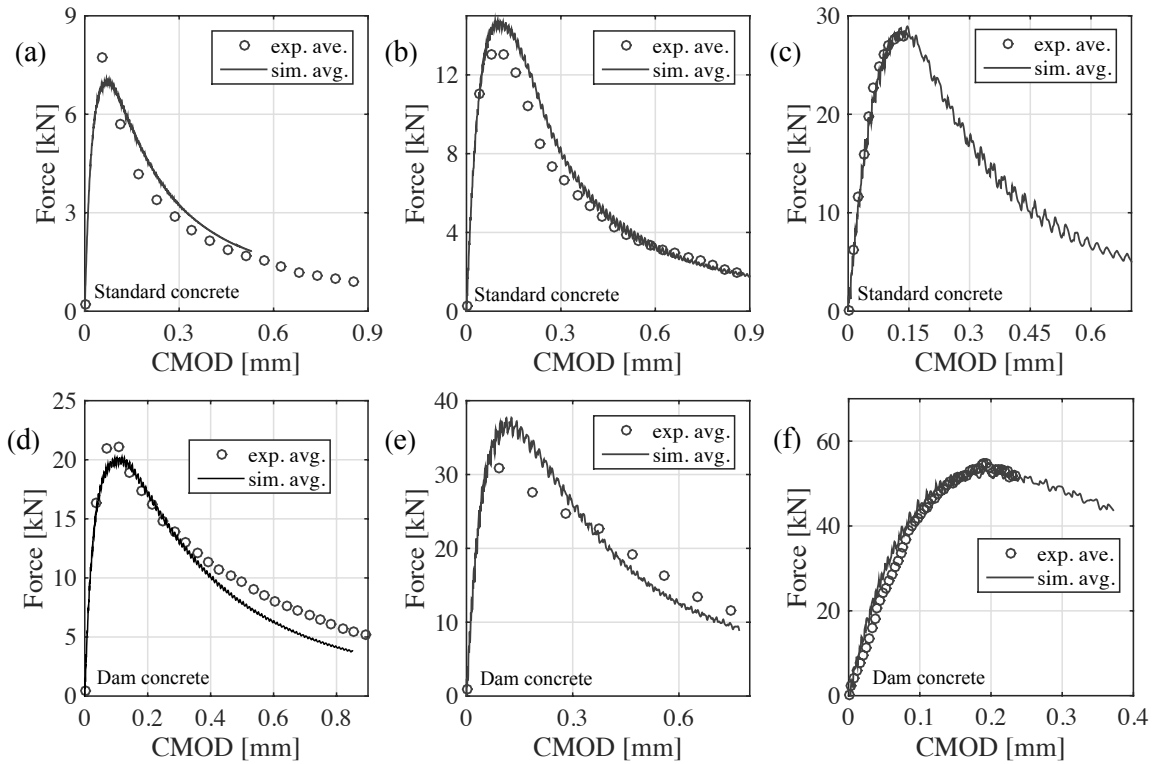 (a)
Force [kN]
9
6
3
0
exp. ave.
sim. avg.
Standard concrete
0 0.3 0.6 0.9
CMOD [mm]
(b)
Force [kN]
12
8
4
0
exp. ave.
sim. avg.
Standard concrete
0 0.3 0.6 0.9
CMOD [mm]
(c)
Force [kN]
30
20
10
0
exp. ave.
sim. avg.
Standard concrete
0 0.15 0.3 0.45 0.6
CMOD [mm]
(d)
Force [kN]
25
20
15
10
5
0
exp. avg.
sim. avg.
Dam concrete
0 0.2 0.4 0.6 0.8
CMOD [mm]
(e)
Force [kN]
40
30
20
10
0
exp. avg.
sim. avg.
Dam concrete
0 0.3 0.6
CMOD [mm]
(f)
Force [kN]
60
40
20
0
exp. ave.
sim. avg.
Dam concrete
0 0.1 0.2 0.3 0.4
CMOD [mm]